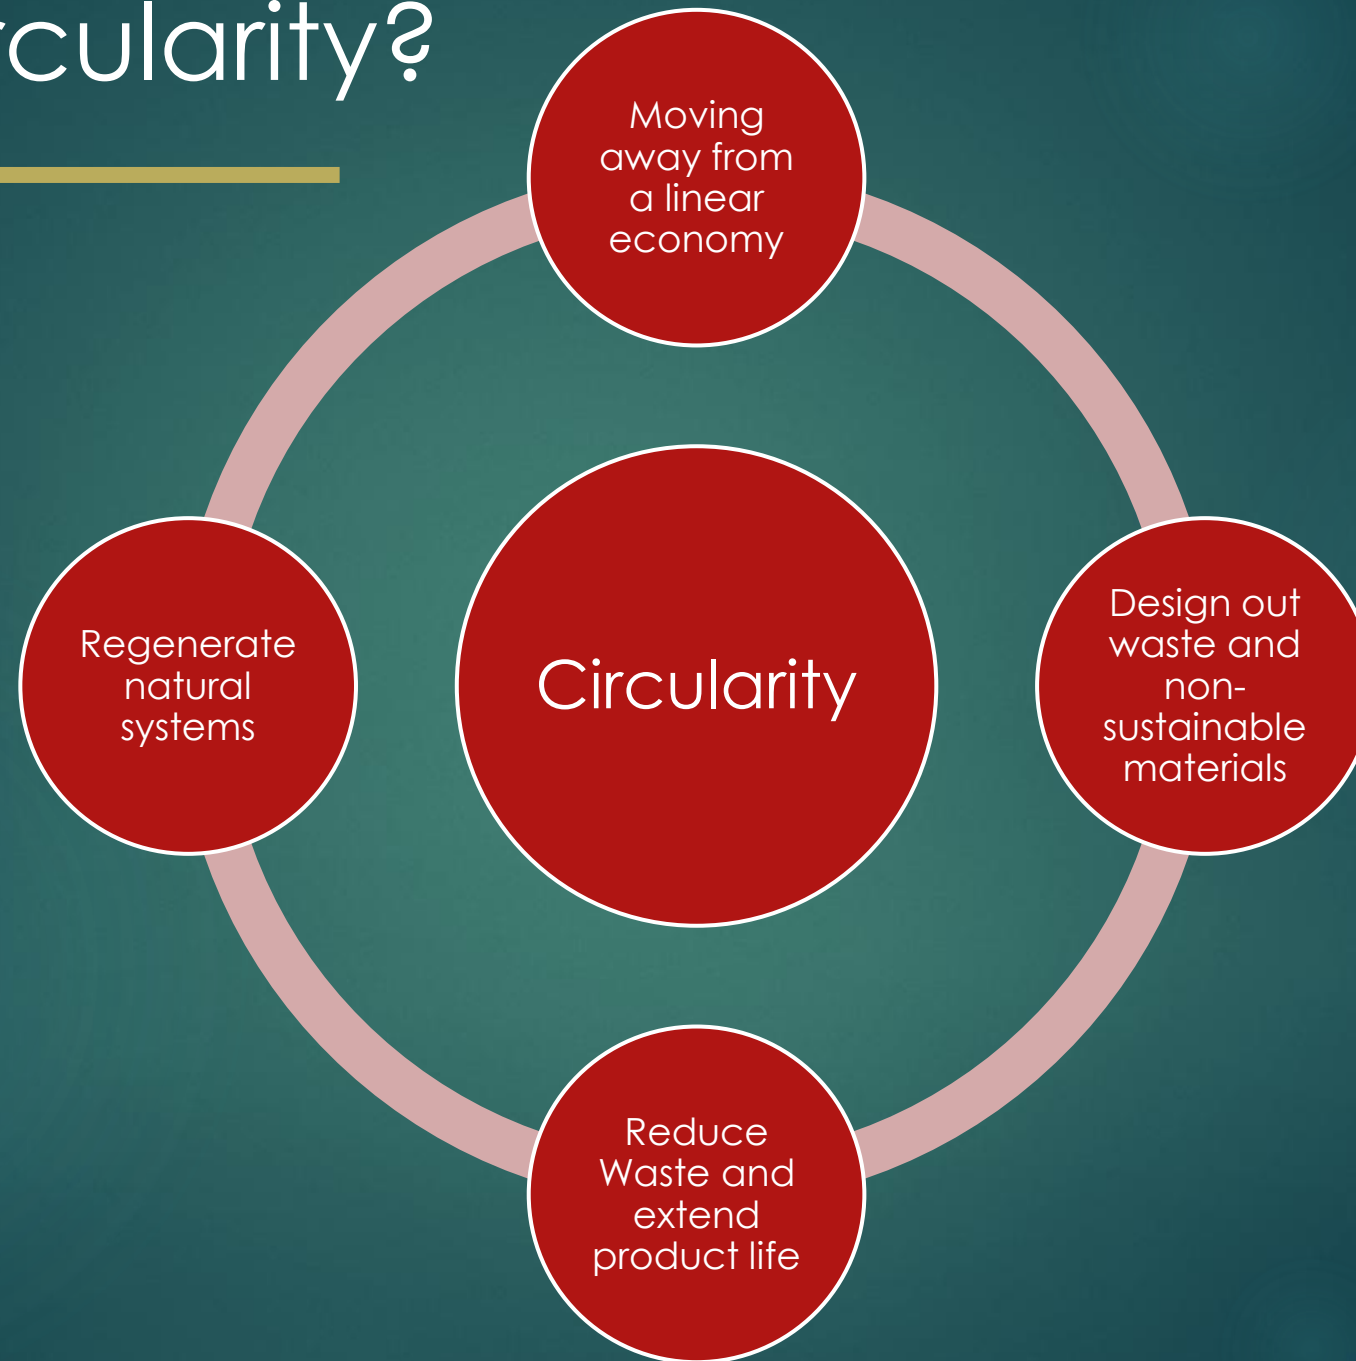 rcularity?
Moving
away from
a linear
economy
Design out
waste and
non-
sustainable
materials
Circularity
Regenerate
natural
systems
Reduce
Waste and
extend
product life